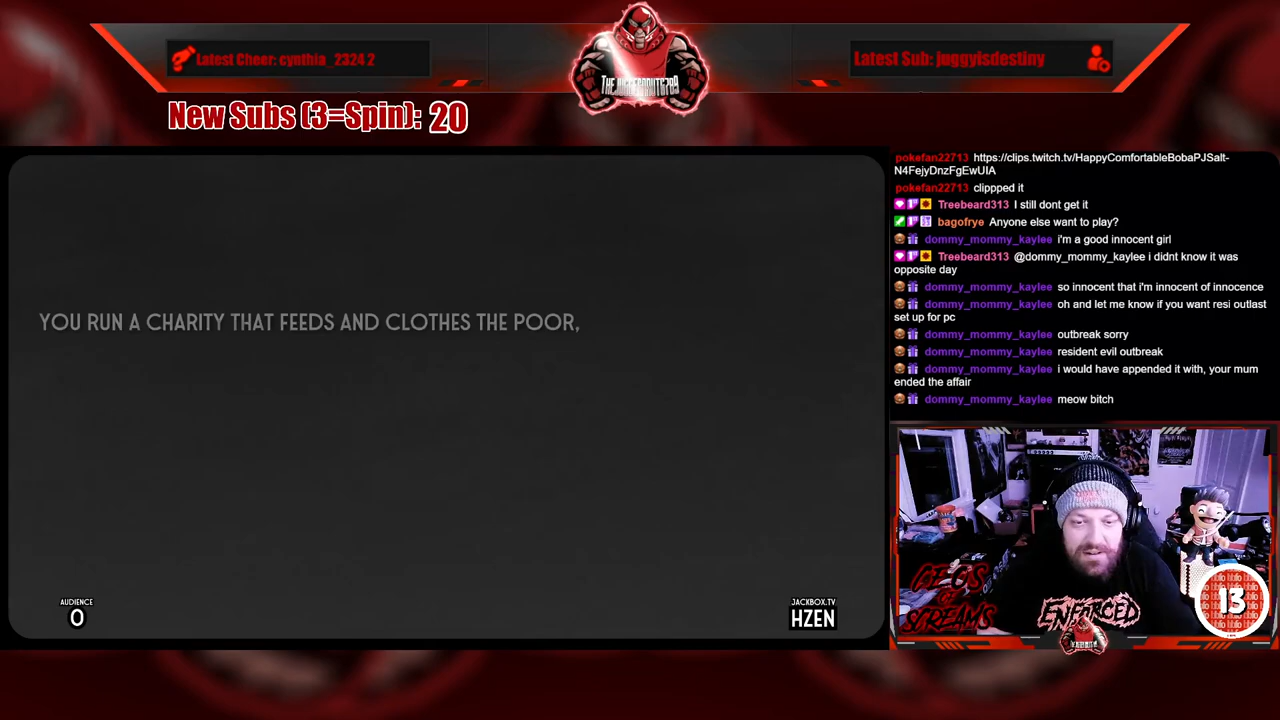 Latest Cheer: cynthia_2324 2
THEJUGGERNAUT6789
Latest Sub: juggyisdestiny
New Subs (3=Spin): 20
YOU RUN A CHARITY THAT FEEDS AND CLOTHES THE POOR,
AUDIENCE
0
JACKBOX.TV
HZEN
pokefan22713 https://clips.twitch.tv/HappyComfortableBobaPJSalt-
N4FejyDnzFgEwUIA
pokefan22713 clippped it
Treebeard313 I still dont get it
bagofrye Anyone else want to play?
dommy_mommy_kaylee i'm a good innocent girl
Treebeard313 @dommy_mommy_kaylee i didnt know it was
opposite day
dommy_mommy_kaylee so innocent that i'm innocent of innocence
dommy_mommy_kaylee oh and let me know if you want resi outlast
set up for pc
dommy_mommy_kaylee outbreak sorry
dommy_mommy_kaylee resident evil outbreak
dommy_mommy_kaylee i would have appended it with, your mum
ended the affair
dommy_mommy_kaylee meow bitch
SCREAMS
ENFORCED
13